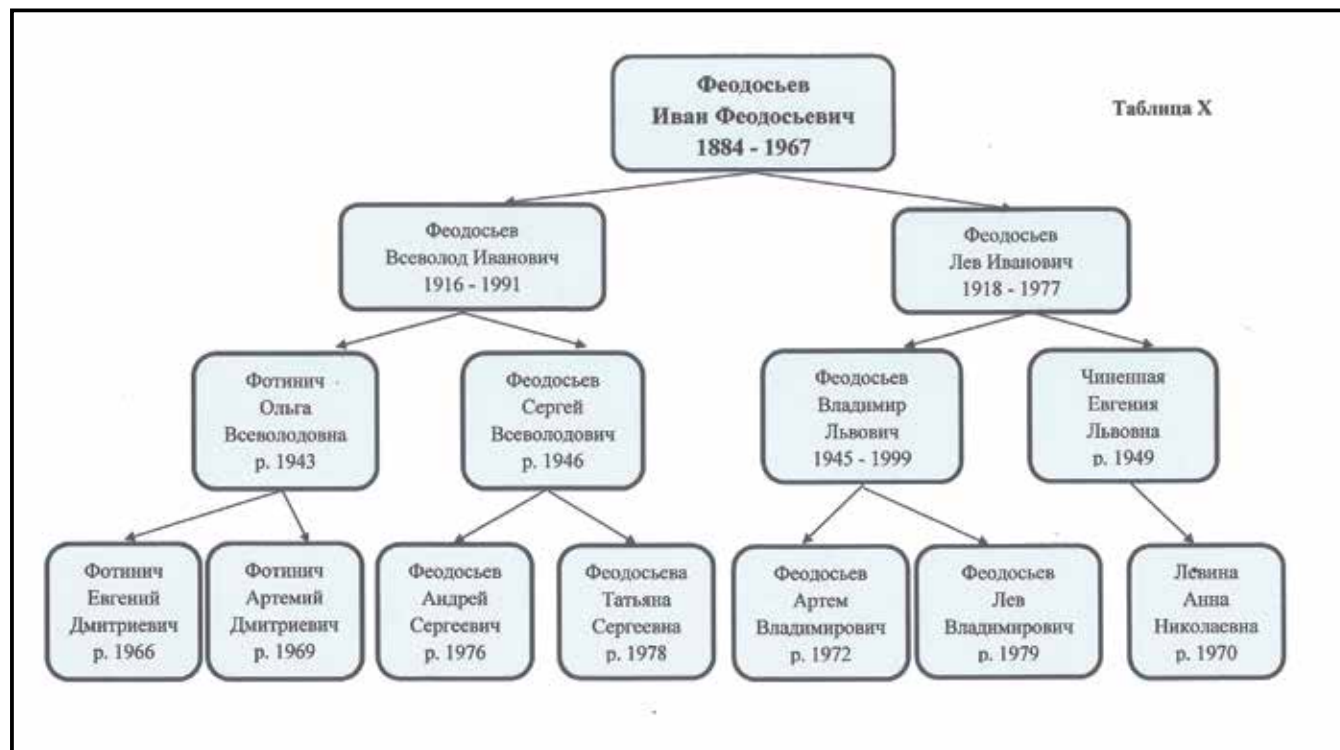 Феодосьев
Иван Феодосьевич
1884 - 1967
Таблица X
Феодосьев
Всеволод Иванович
1916 - 1991
Феодосьев
Лев Иванович
1918 - 1977
Фотинич
Ольга
Всеволодовна
р. 1943
Феодосьев
Сергей
Всеволодович
р. 1946
Феодосьев
Владимир
Львович
1945 - 1999
Чиненная
Евгения
Львовна
р. 1949
Фотинич
Евгений
Дмитриевич
р. 1966
Фотинич
Артемий
Дмитриевич
р. 1969
Феодосьев
Андрей
Сергеевич
р. 1976
Феодосьева
Татьяна
Сергеевна
р. 1978
Феодосьев
Артем
Владимирович
р. 1972
Феодосьев
Лев
Владимирович
р. 1979
Левина
Анна
Николаевна
р. 1970